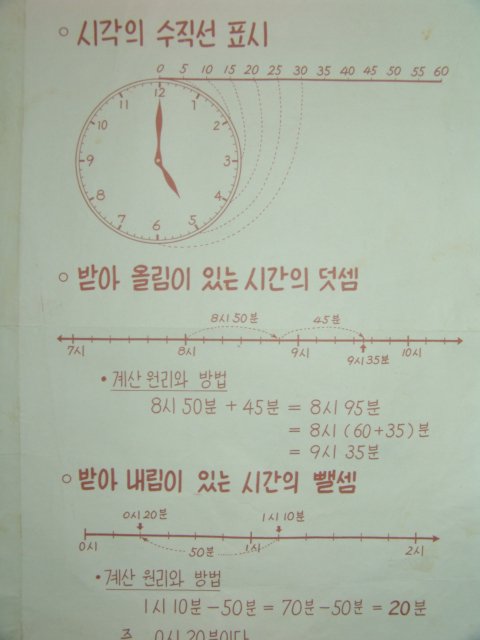 ○ 시각의 수직선 표시
0 5 10 15 20 25 30 35 40 45 50 55 60
12
11 1
10 2
9 3
8 4
7 5
6
○ 받아 올림이 있는 시간의 덧셈
8시 50분 45분
7시 8시 9시 10시
9시 35분
• 계산 원리와 방법
8시 50분 + 45분 = 8시 95분
= 8시 (60+35)분
= 9시 35분
○ 받아 내림이 있는 시간의 뺄셈
0시 20분 1시 10분
0시 50분 1시 2시
• 계산 원리와 방법
1시 10분 - 50분 = 70분 - 50분 = 20분
즉 0시 20분이다